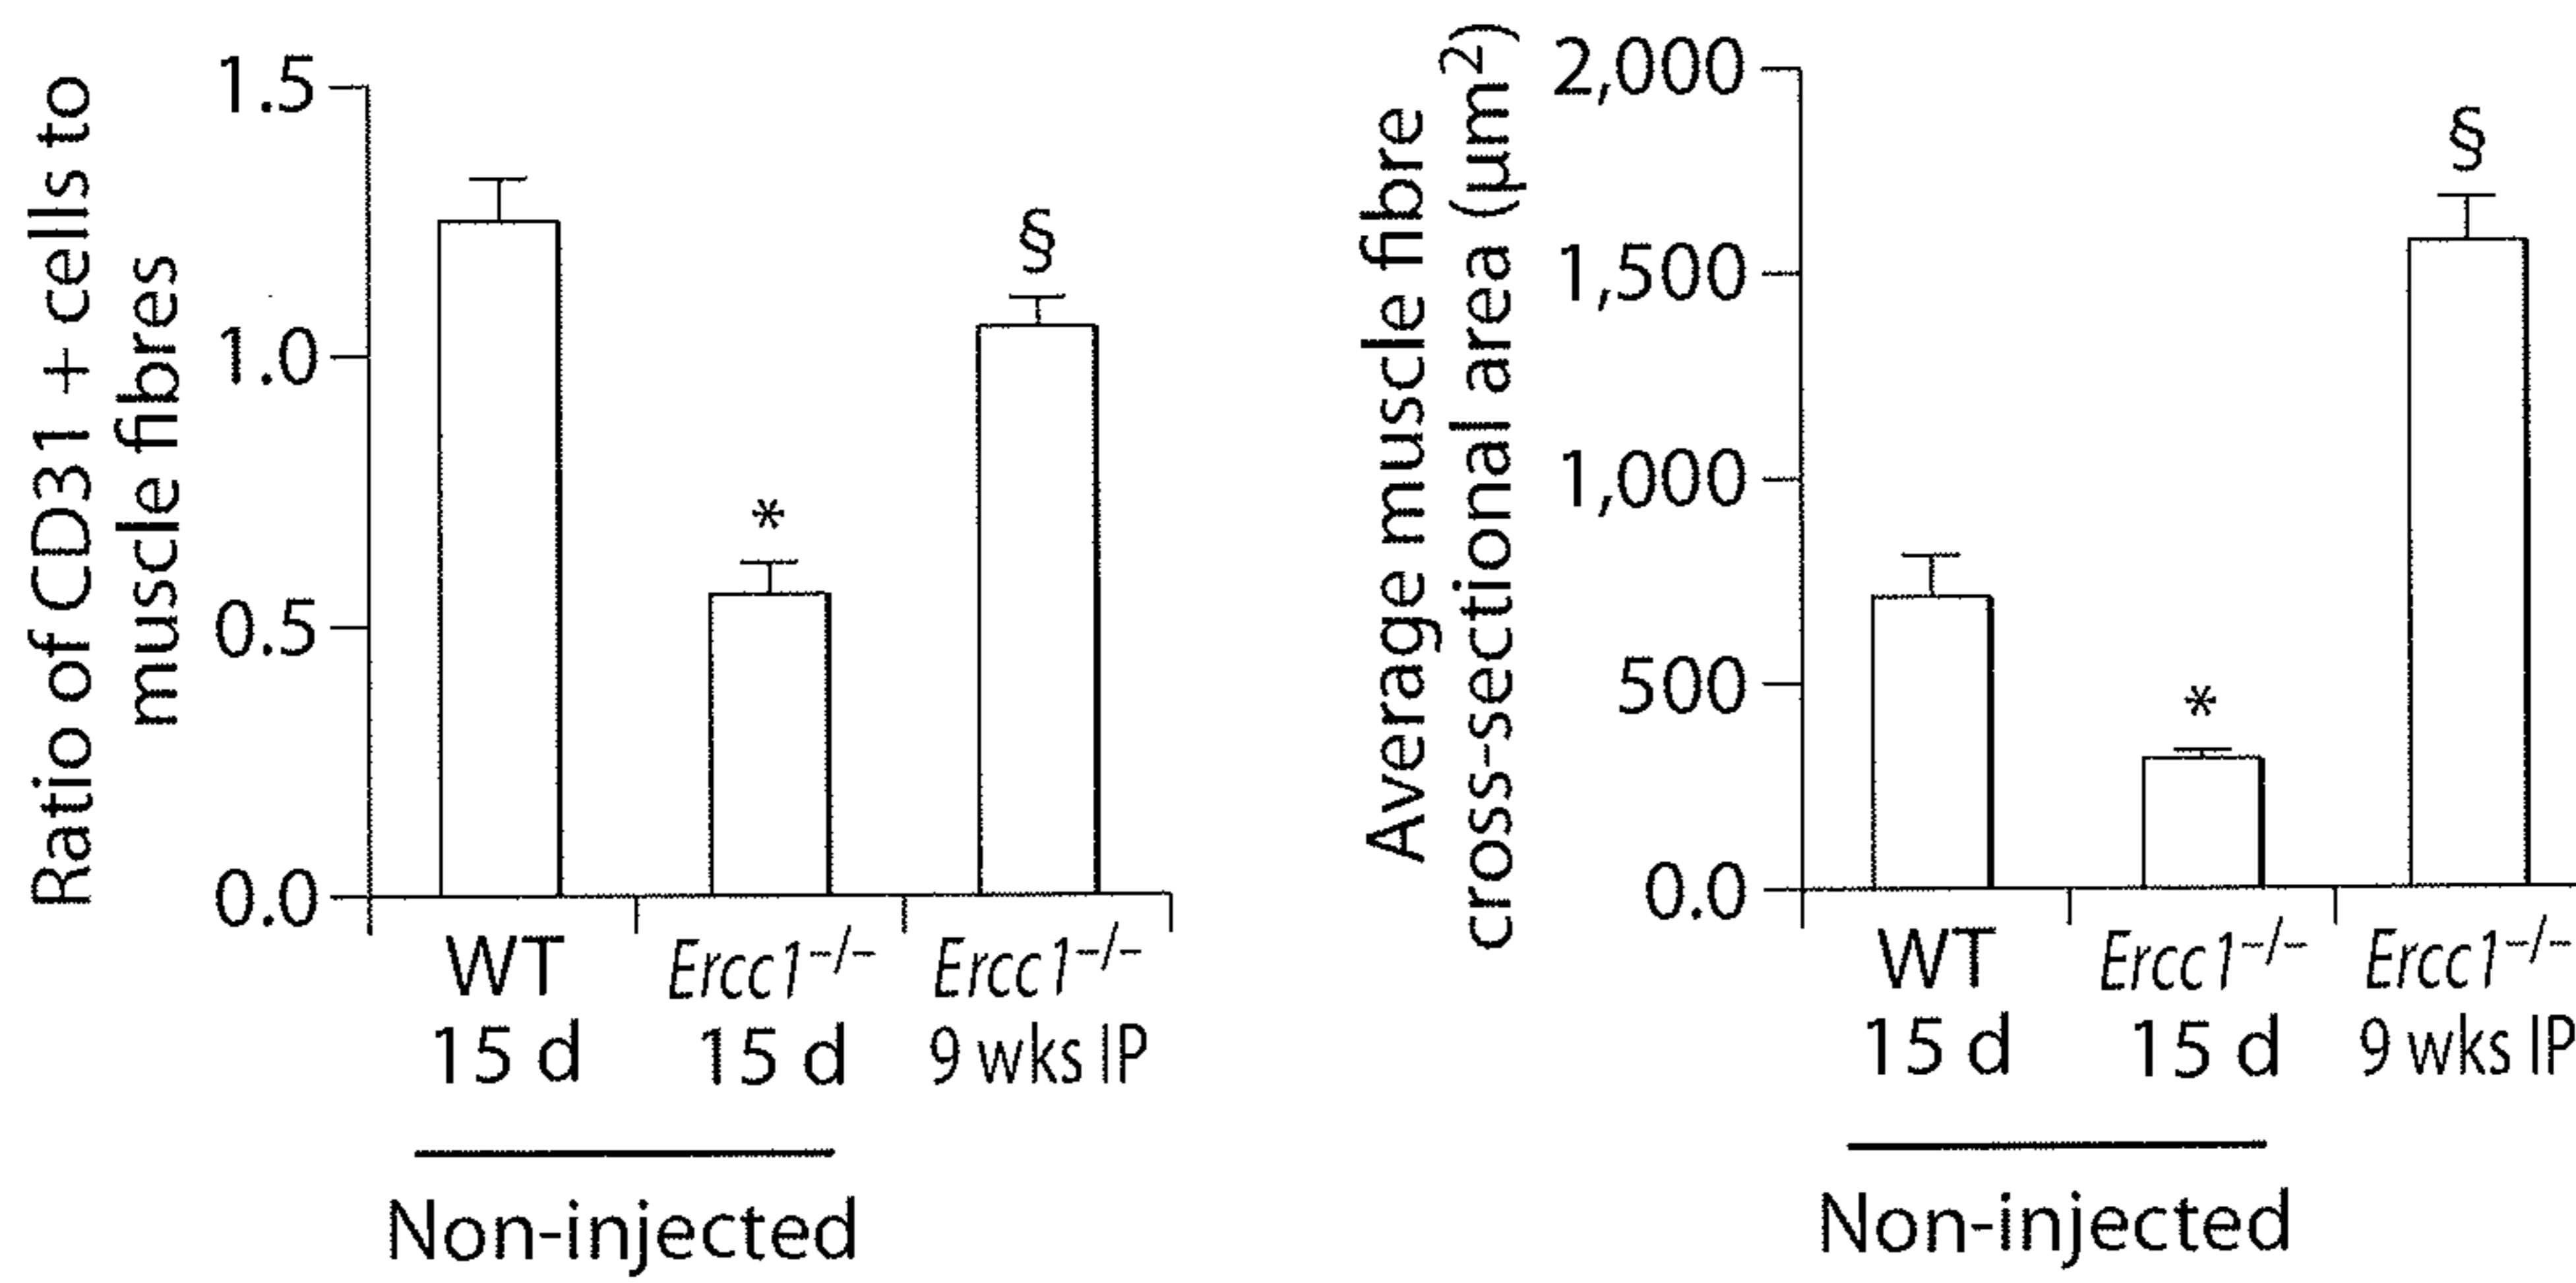 Ratio of CD31 + cells to
muscle fibres
1.5
1.0
0.5
0.0
*
§
WT
15 d
Ercc1−/−
15 d
Ercc1−/−
9 wks IP
Non-injected
Average muscle fibre
cross-sectional area (μm²)
2,000
1,500
1,000
500
0.0
*
§
WT
15 d
Ercc1−/−
15 d
Ercc1−/−
9 wks IP
Non-injected